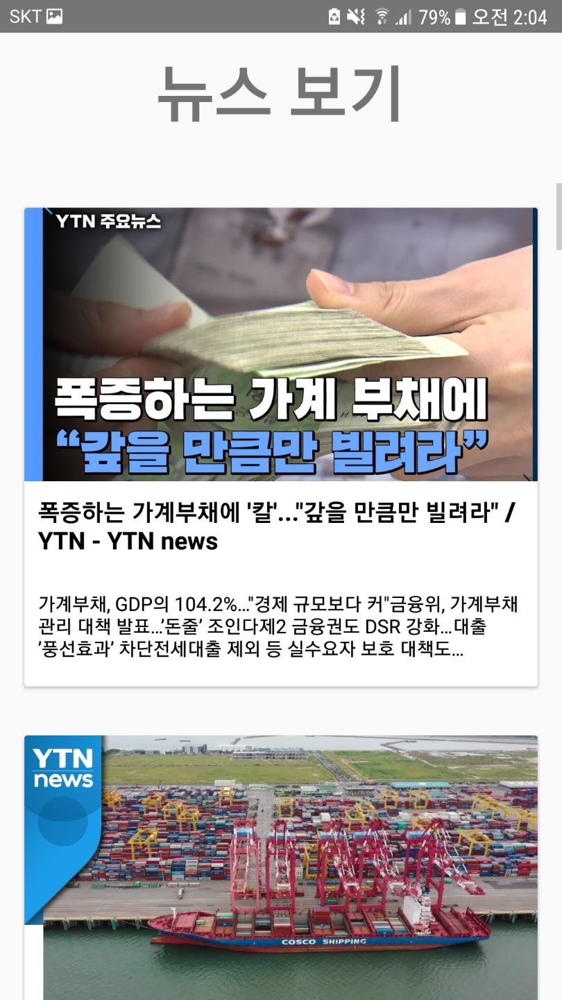 SKT 79% 오전 2:04
뉴스 보기
YTN 주요뉴스
폭증하는 가계 부채에
“갚을 만큼만 빌려라”
폭증하는 가계부채에 '칼'..."갚을 만큼만 빌려라" /
YTN - YTN news
가계부채, GDP의 104.2%..."경제 규모보다 커"금융위, 가계부채
관리 대책 발표...’돈줄’ 조인다제2 금융권도 DSR 강화...대출
’풍선효과’ 차단전세대출 제외 등 실수요자 보호 대책도...
YTN
news
COSCO SHIPPING